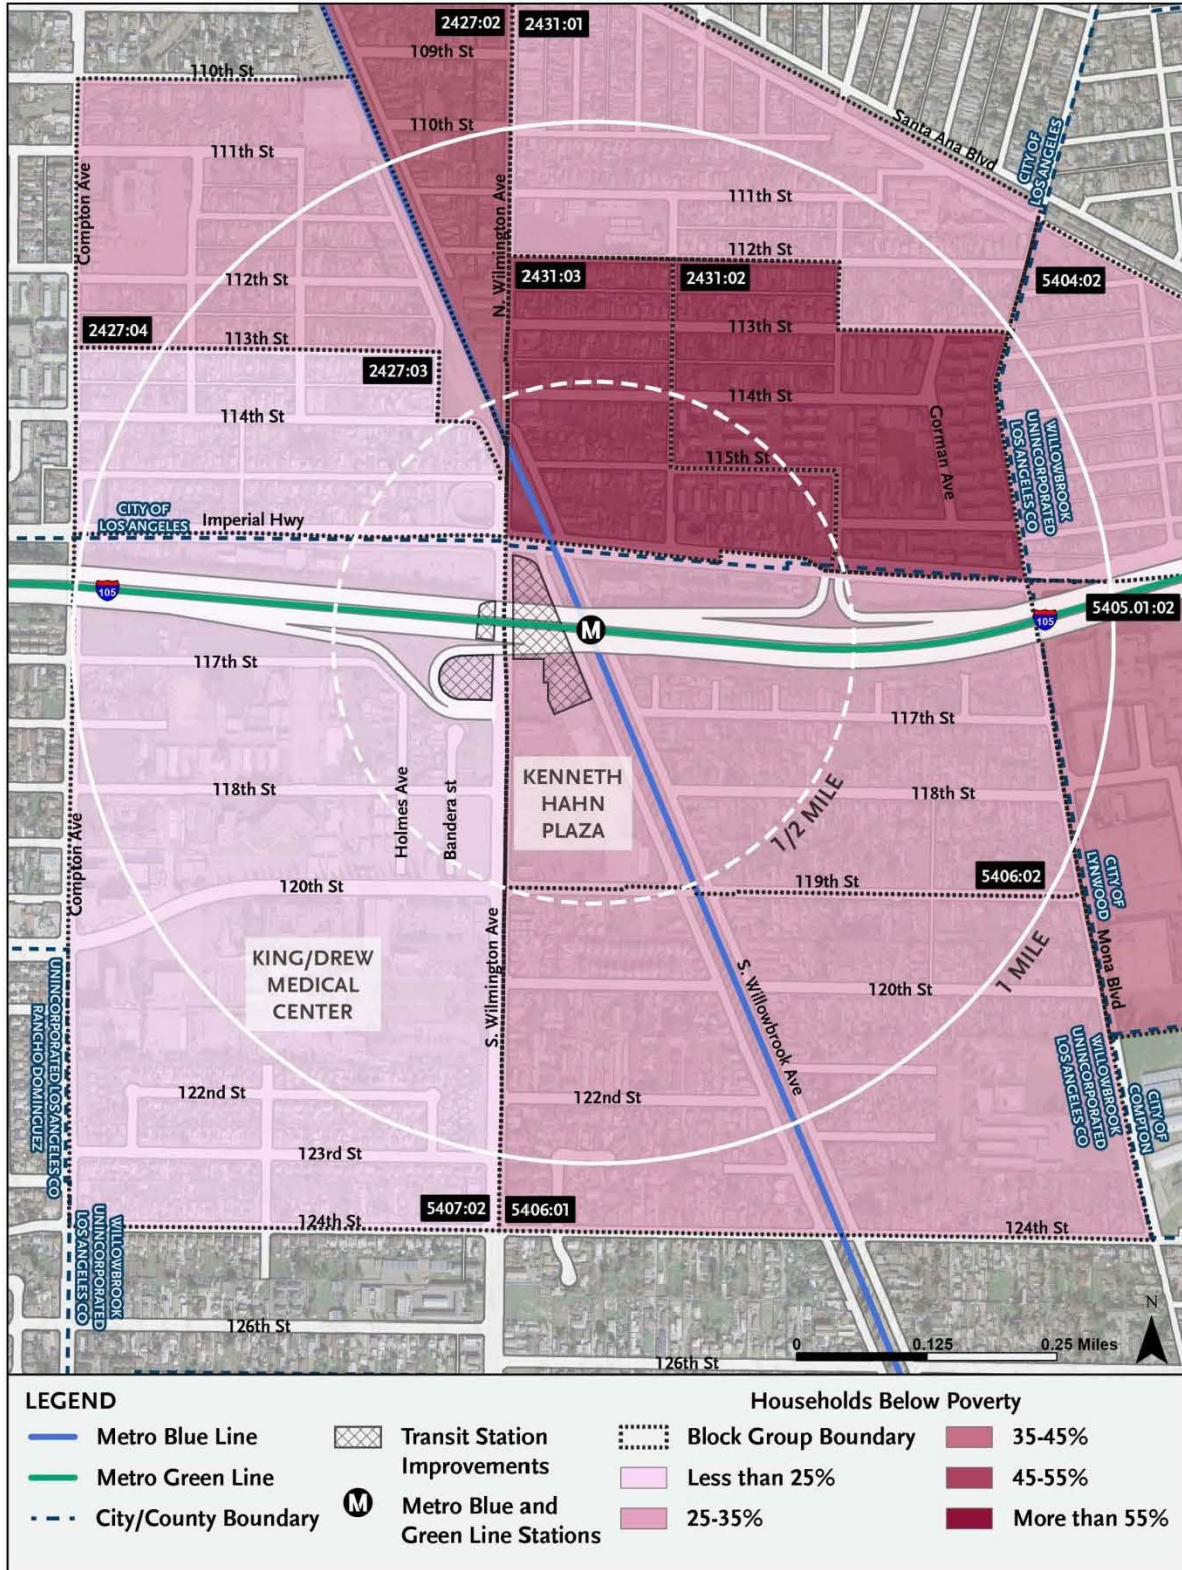 2427:02
2431:01
109th St
110th St
110th St
Santa Ana Blvd
CITY OF
LOS ANGELES
111th St
Compton Ave
N. Wilmington Ave
111th St
112th St
112th St
2431:03
2431:02
5404:02
113th St
2427:04
113th St
2427:03
114th St
114th St
Gorman Ave
WILLOWBROOK
UNINCORPORATED
LOS ANGELES CO
115th St
CITY OF
LOS ANGELES
Imperial Hwy
105
105
5405.01:02
M
117th St
117th St
KENNETH
HAHN
PLAZA
118th St
118th St
Holmes Ave
Bandera st
1/2 MILE
Compton Ave
120th St
119th St
5406:02
CITY OF
LYNWOOD
Mona Blvd
KING/DREW
MEDICAL
CENTER
S. Wilmington Ave
1 MILE
S. Willowbrook Ave
120th St
UNINCORPORATED LOS ANGELES CO
RANCHO DOMINGUEZ
WILLOWBROOK
UNINCORPORATED
LOS ANGELES CO
CITY OF
COMPTON
122nd St
122nd St
123rd St
5407:02
5406:01
124th St
124th St
WILLOWBROOK
UNINCORPORATED
LOS ANGELES CO
126th St
126th St
N
0 0.125 0.25 Miles
LEGEND
Metro Blue Line
Metro Green Line
City/County Boundary
Transit Station
Improvements
M
Metro Blue and
Green Line Stations
Households Below Poverty
Block Group Boundary
Less than 25%
25-35%
35-45%
45-55%
More than 55%